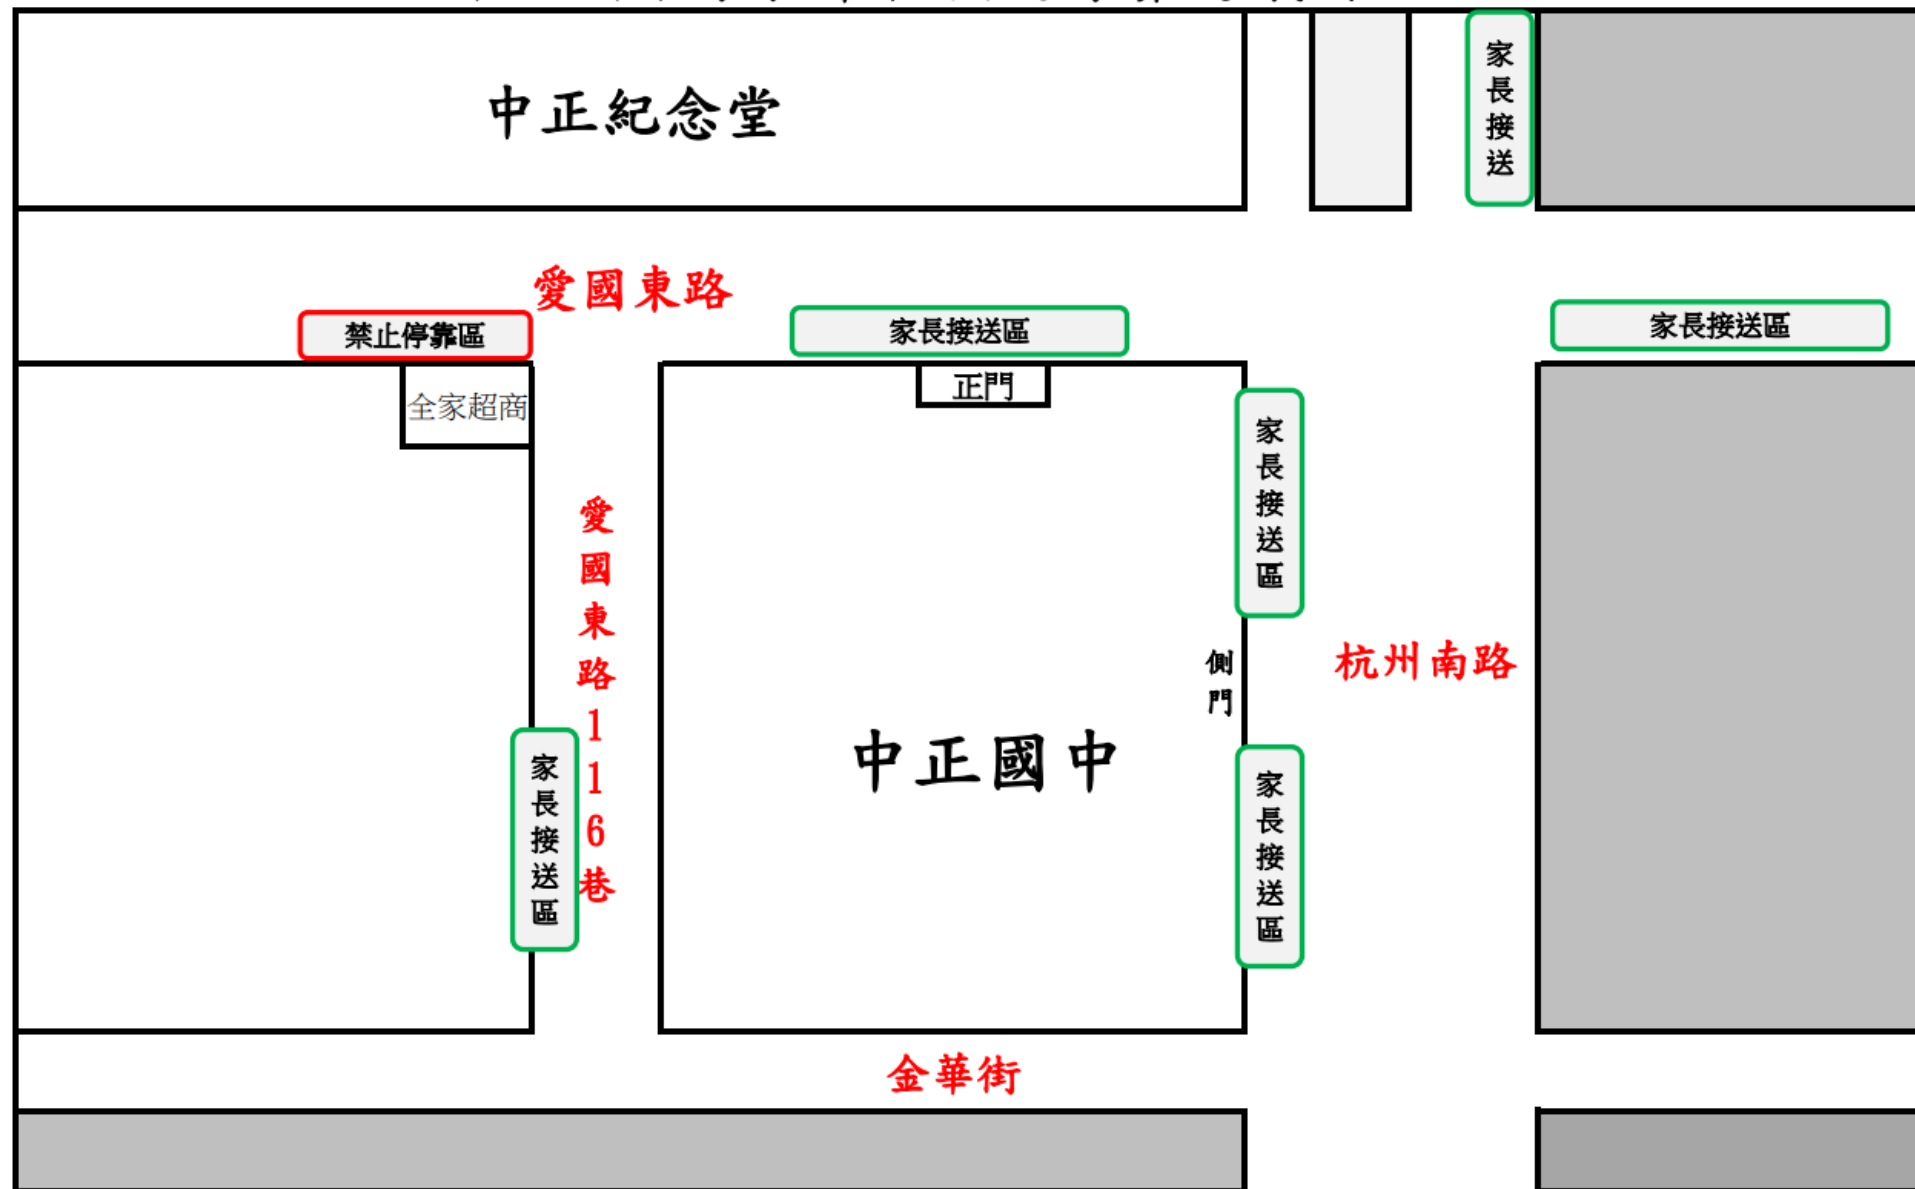 中正紀念堂
家長接送
愛國東路
禁止停靠區
家長接送區
家長接送區
全家超商
正門
家長接送區
愛國東路116巷
側門
杭州南路
中正國中
家長接送區
家長接送區
金華街